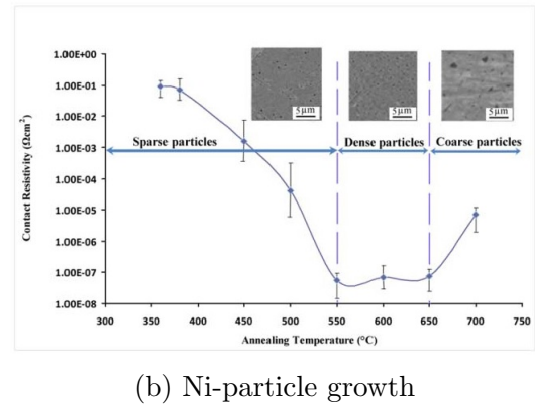 1.00E+00
1.00E-01
1.00E-02
1.00E-03
1.00E-04
1.00E-05
1.00E-06
1.00E-07
1.00E-08
Contact Resistivity (Ωcm²)
5μm
5μm
5μm
Sparse particles
Dense particles
Coarse particles
300 350 400 450 500 550 600 650 700 750
Annealing Temperature (°C)
(b) Ni-particle growth